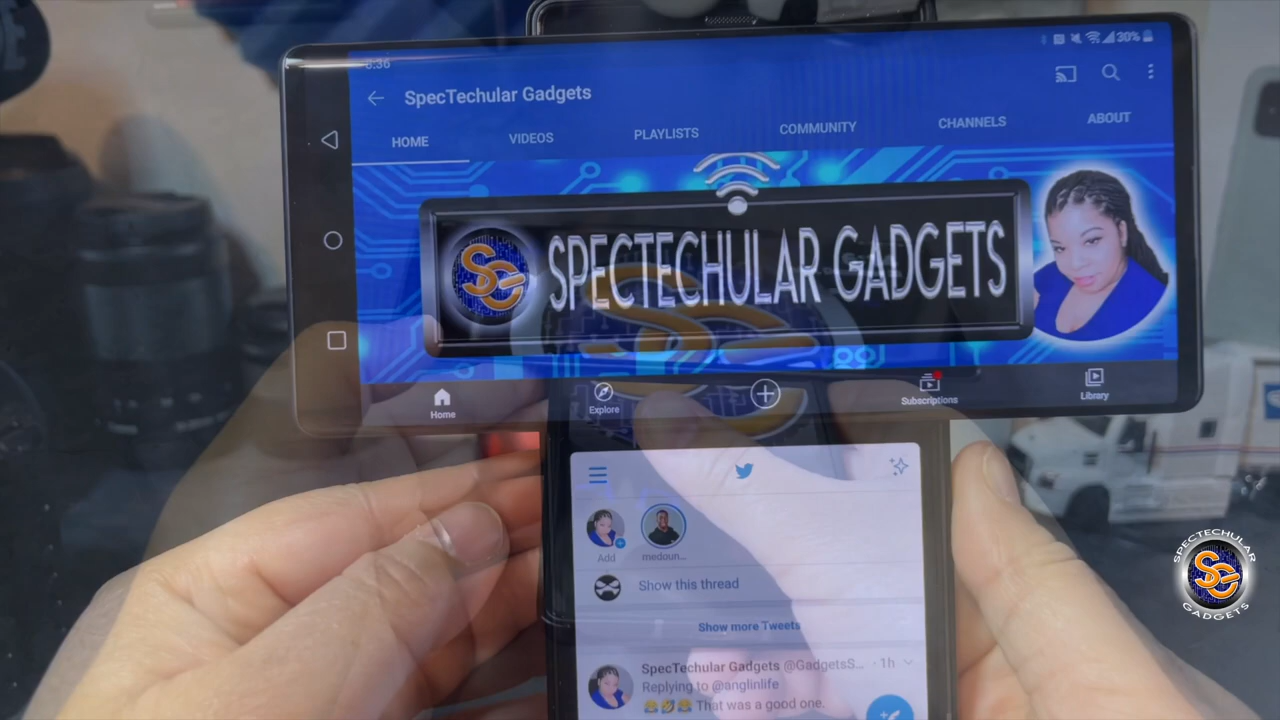 6:36
30%
SpecTechular Gadgets
HOME VIDEOS PLAYLISTS COMMUNITY CHANNELS ABOUT
SG SPECTECHULAR GADGETS
Home Explore Subscriptions Library
Add medoun...
Show this thread
Show more Tweets
SpecTechular Gadgets @GadgetsS... · 1h
Replying to @anglinlife
😤🤣😤 That was a good one.
SPECTECHULAR
SG
GADGETS